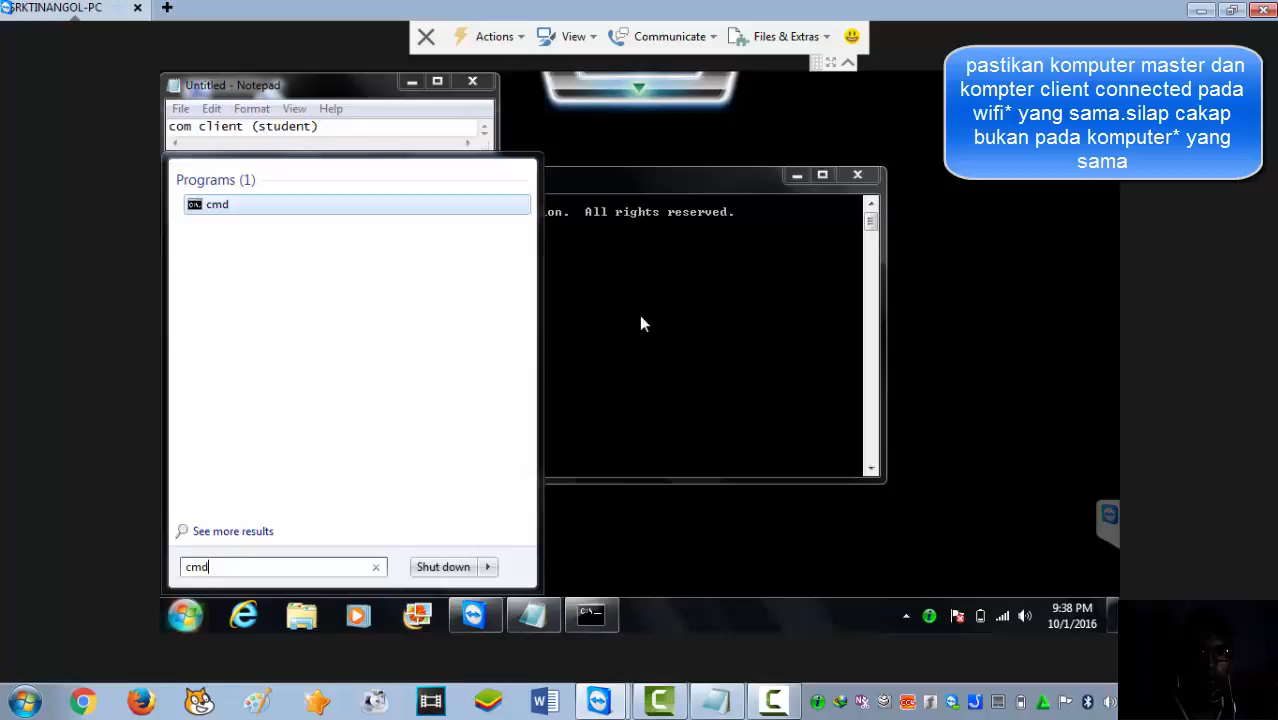 SRKTINANGOL-PC
Actions
View
Communicate
Files & Extras
pastikan komputer master dan
kompter client connected pada
wifi* yang sama.silap cakap
bukan pada komputer* yang
sama
Untitled - Notepad
File Edit Format View Help
com client (student)
Programs (1)
C:\.
cmd
on. All rights reserved.
See more results
cmd
Shut down
C:\.
9:38 PM
10/1/2016